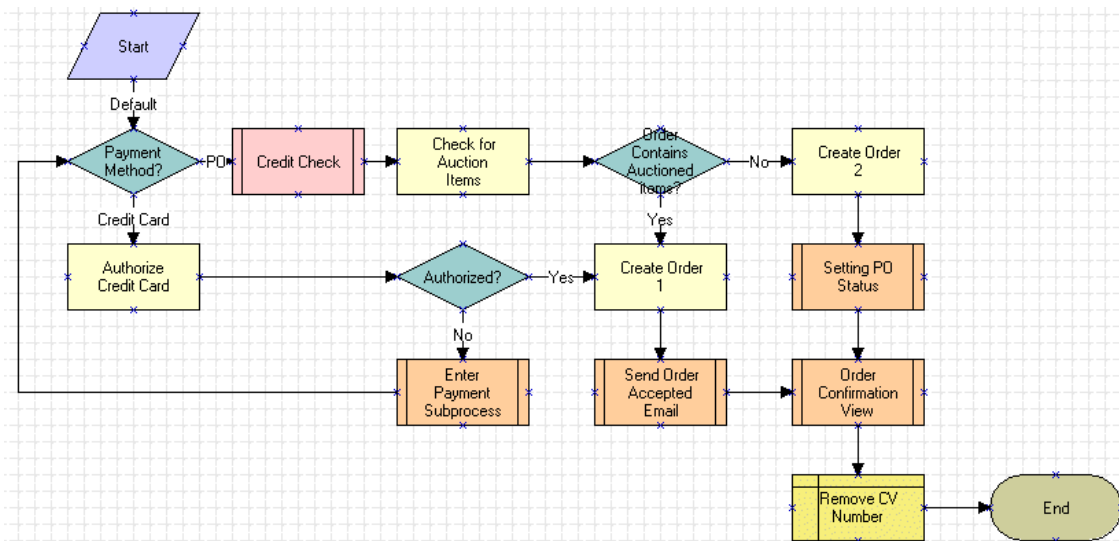 Start
Default
Payment
Method?
PO
Credit Check
Check for
Auction
Items
Order
Contains
Auctioned
items?
No
Create Order
2
Credit Card
Yes
Authorize
Credit Card
Authorized?
Yes
Create Order
1
Setting PO
Status
No
Enter
Payment
Subprocess
Send Order
Accepted
Email
Order
Confirmation
View
Remove CV
Number
End